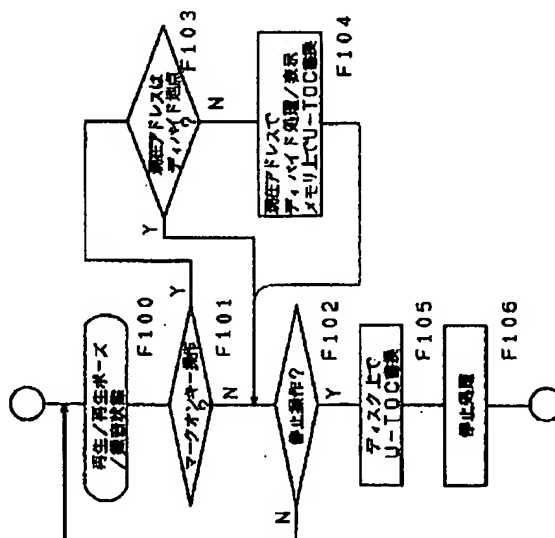 再生/再生ポーズ
/録音状態
F100
マークオンキー操作
?
F101
Y
N
現在アドレスは
ディバイド地点
?
F103
Y
N
現在アドレスで
ディバイド処理/表示
メモリ上でU-TOC書換
F104
停止操作?
F102
N
Y
ディスク上で
U-TOC書換
F105
停止処理
F106